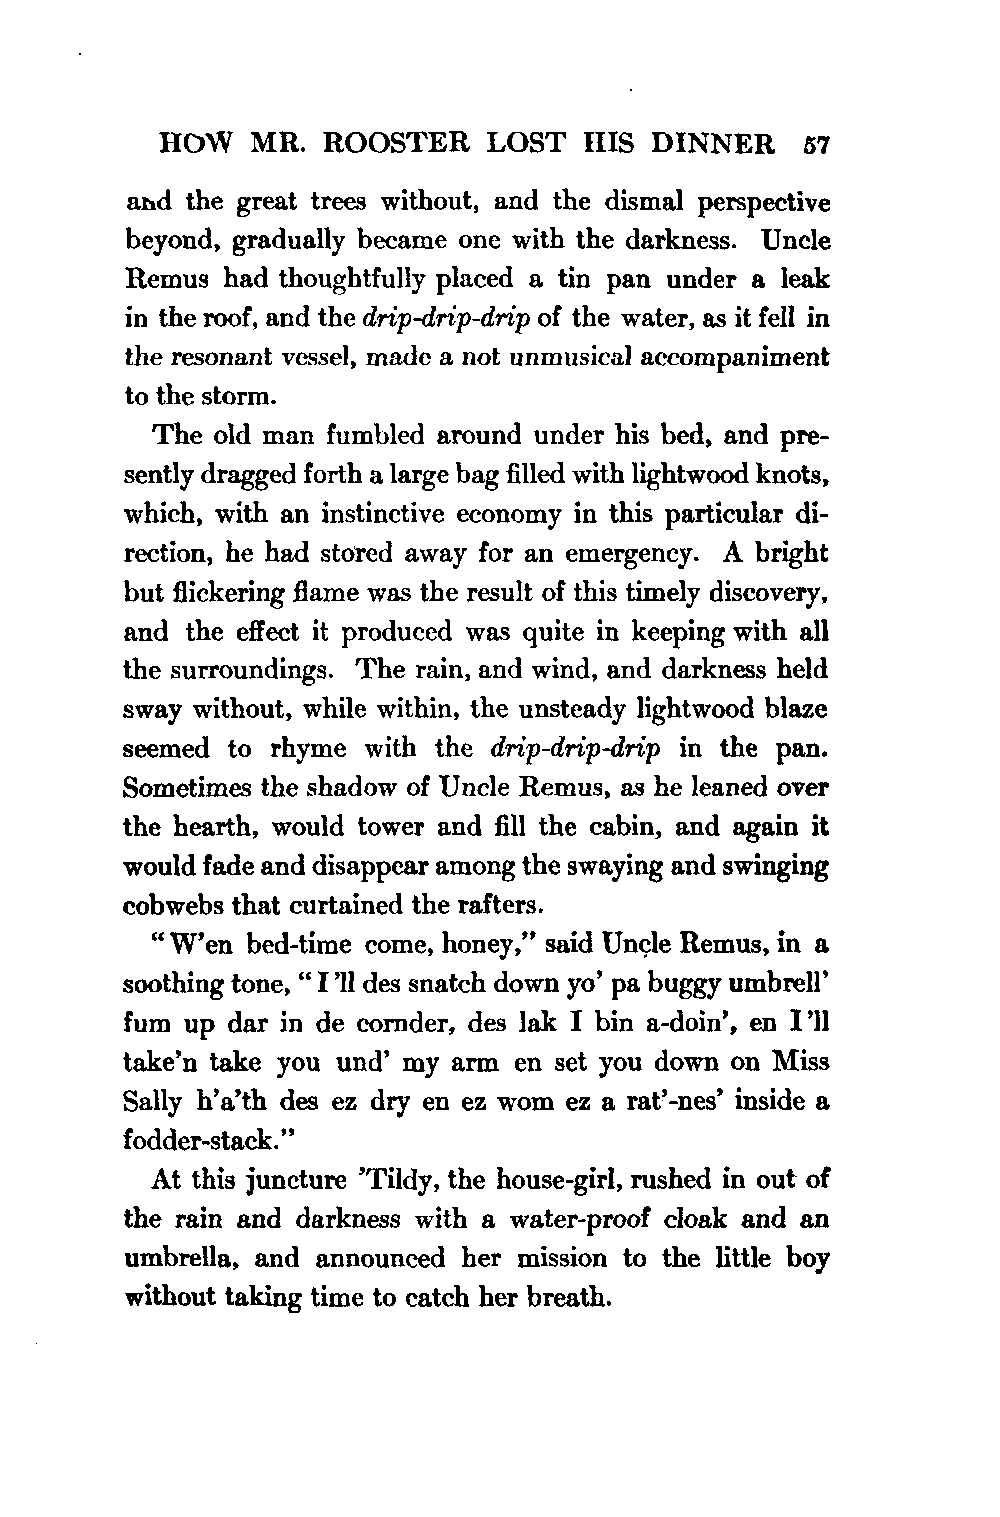 HOW MR. ROOSTER LOST HIS DINNER 57
and the great trees without, and the dismal perspective
beyond, gradually became one with the darkness. Uncle
Remus had thoughtfully placed a tin pan under a leak
in the roof, and the drip-drip-drip of the water, as it fell in
the resonant vessel, made a not unmusical accompaniment
to the storm.
The old man fumbled around under his bed, and pre-
sently dragged forth a large bag filled with lightwood knots,
which, with an instinctive economy in this particular di-
rection, he had stored away for an emergency. A bright
but flickering flame was the result of this timely discovery,
and the effect it produced was quite in keeping with all
the surroundings. The rain, and wind, and darkness held
sway without, while within, the unsteady lightwood blaze
seemed to rhyme with the drip-drip-drip in the pan.
Sometimes the shadow of Uncle Remus, as he leaned over
the hearth, would tower and fill the cabin, and again it
would fade and disappear among the swaying and swinging
cobwebs that curtained the rafters.
"W'en bed-time come, honey," said Uncle Remus, in a
soothing tone, "I 'll des snatch down yo' pa buggy umbrell'
fum up dar in de cornder, des lak I bin a-doin', en I 'll
take'n take you und' my arm en set you down on Miss
Sally h'a'th des ez dry en ez wom ez a rat'-nes' inside a
fodder-stack."
At this juncture 'Tildy, the house-girl, rushed in out of
the rain and darkness with a water-proof cloak and an
umbrella, and announced her mission to the little boy
without taking time to catch her breath.